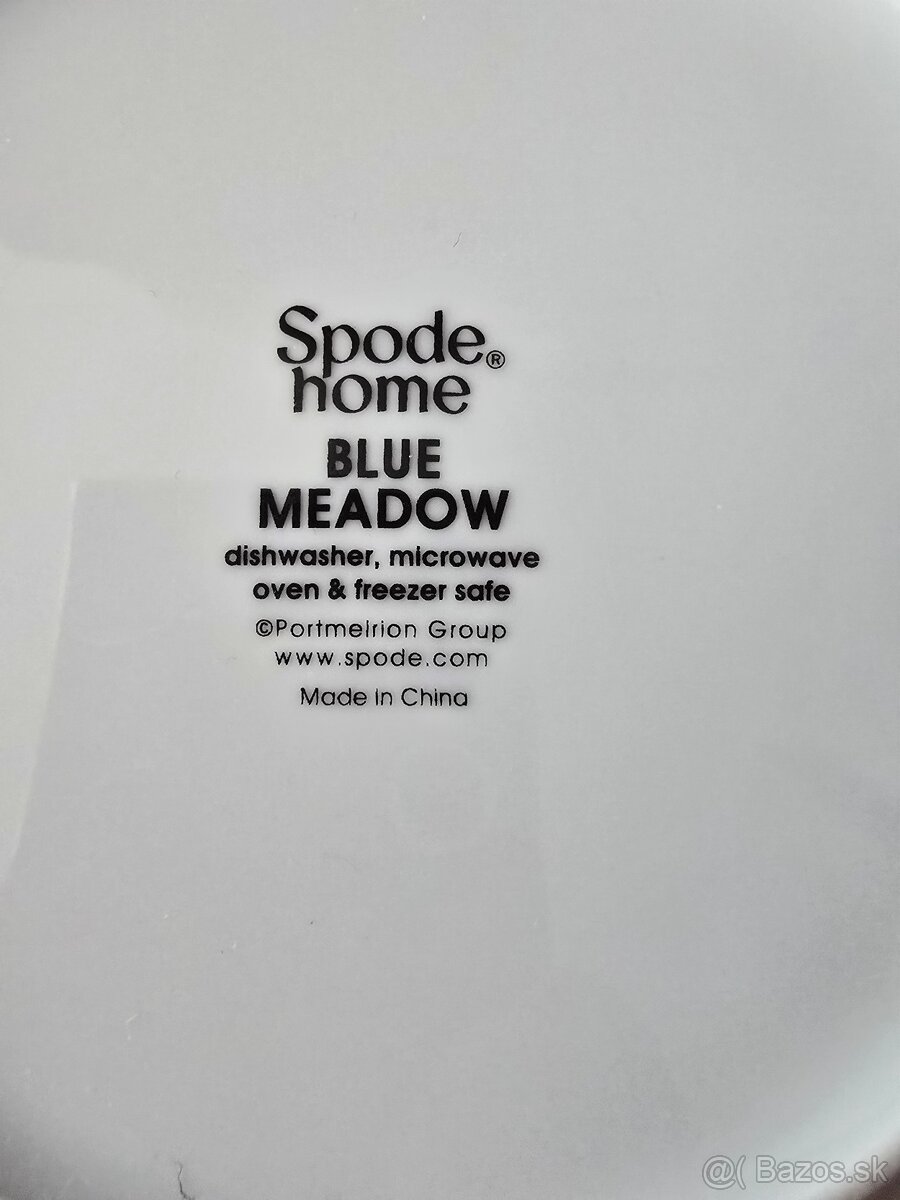 Spode®
home
BLUE
MEADOW
dishwasher, microwave
oven & freezer safe
©Portmeirion Group
www.spode.com
Made in China
@( Bazos.sk